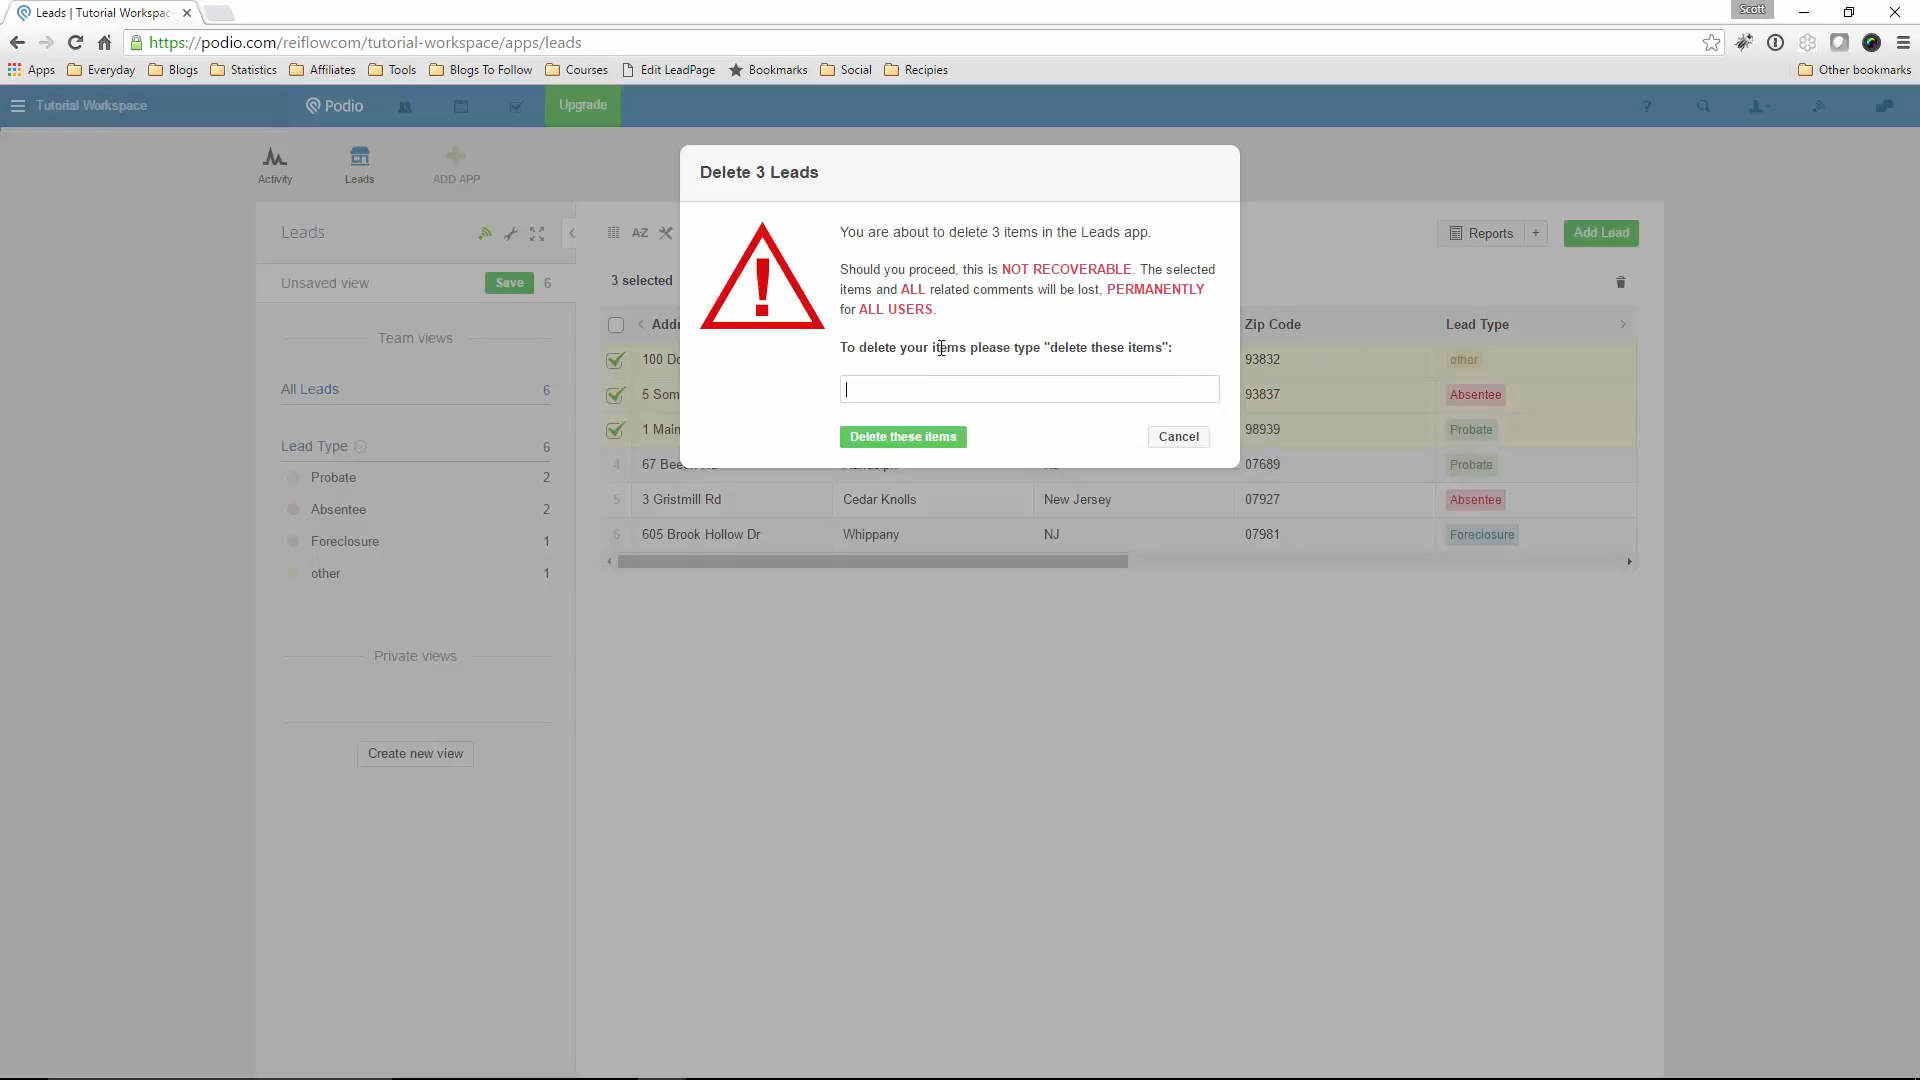 Leads | Tutorial Workspac
Scott
https://podio.com/reiflowcom/tutorial-workspace/apps/leads
Apps Everyday Blogs Statistics Affiliates Tools Blogs To Follow Courses Edit LeadPage Bookmarks Social Recipies Other bookmarks
Tutorial Workspace Podio Upgrade ?
Activity Leads ADD APP
Delete 3 Leads
You are about to delete 3 items in the Leads app.
Should you proceed, this is NOT RECOVERABLE. The selected
items and ALL related comments will be lost, PERMANENTLY
for ALL USERS.
To delete your items please type "delete these items":
Delete these items Cancel
Leads A-Z Reports + Add Lead
Unsaved view Save 6
3 selected
Team views
All Leads 6
Lead Type 6
Probate 2
Absentee 2
Foreclosure 1
other 1
Private views
Create new view
Addr Zip Code Lead Type
100 Do 93832 other
5 Som 93837 Absentee
1 Main 98939 Probate
4 67 Beech 07689 Probate
5 3 Gristmill Rd Cedar Knolls New Jersey 07927 Absentee
6 605 Brook Hollow Dr Whippany NJ 07981 Foreclosure